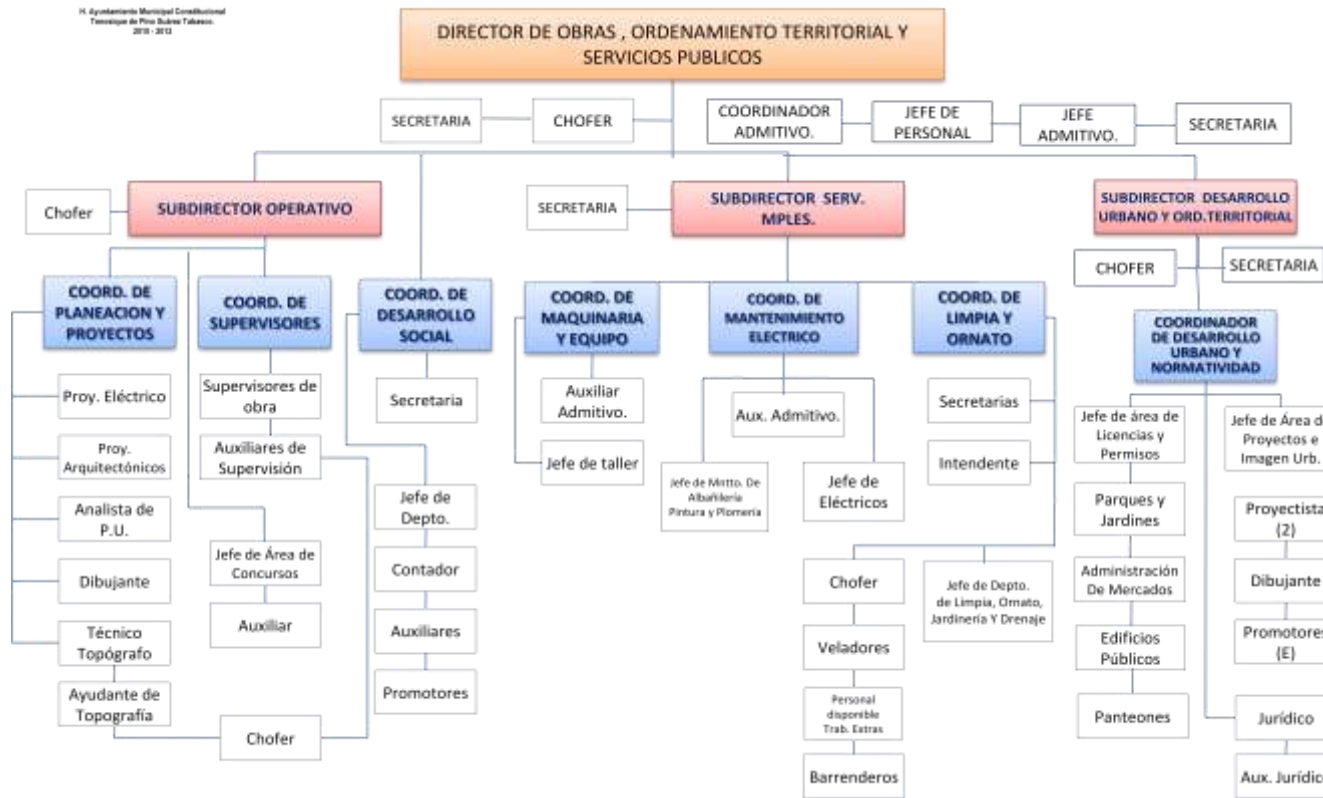 H. Ayuntamiento Municipal Constitucional
Tenosique de Pino Suárez Tabasco.
2010 - 2012
DIRECTOR DE OBRAS , ORDENAMIENTO TERRITORIAL Y
SERVICIOS PUBLICOS
SECRETARIA
CHOFER
COORDINADOR
ADMITIVO.
JEFE DE
PERSONAL
JEFE
ADMITIVO.
SECRETARIA
Chofer
SUBDIRECTOR OPERATIVO
SECRETARIA
SUBDIRECTOR SERV.
MPLES.
SUBDIRECTOR DESARROLLO
URBANO Y ORD.TERRITORIAL
CHOFER
SECRETARIA
COORD. DE
PLANEACION Y
PROYECTOS
COORD. DE
SUPERVISORES
COORD. DE
DESARROLLO
SOCIAL
COORD. DE
MAQUINARIA
Y EQUIPO
COORD. DE
MANTENIMIENTO
ELECTRICO
COORD. DE
LIMPIA Y
ORNATO
COORDINADOR
DE DESARROLLO
URBANO Y
NORMATIVIDAD
Proy. Eléctrico
Proy.
Arquitectónicos
Analista de
P.U.
Dibujante
Técnico
Topógrafo
Ayudante de
Topografía
Supervisores de
obra
Auxiliares de
Supervisión
Jefe de Área de
Concursos
Auxiliar
Chofer
Secretaria
Jefe de
Depto.
Contador
Auxiliares
Promotores
Auxiliar
Admitivo.
Jefe de taller
Aux. Admitivo.
Jefe de Mntto. De
Albañilería
Pintura y Plomería
Jefe de
Eléctricos
Secretarias
Intendente
Chofer
Veladores
Personal
disponible
Trab. Extras
Barrenderos
Jefe de Depto.
de Limpia, Ornato,
Jardinería Y Drenaje
Jefe de área de
Licencias y
Permisos
Parques y
Jardines
Administración
De Mercados
Edificios
Públicos
Panteones
Jefe de Área d
Proyectos e
Imagen Urb.
Proyectista
(2)
Dibujante
Promotores
(E)
Jurídico
Aux. Jurídic